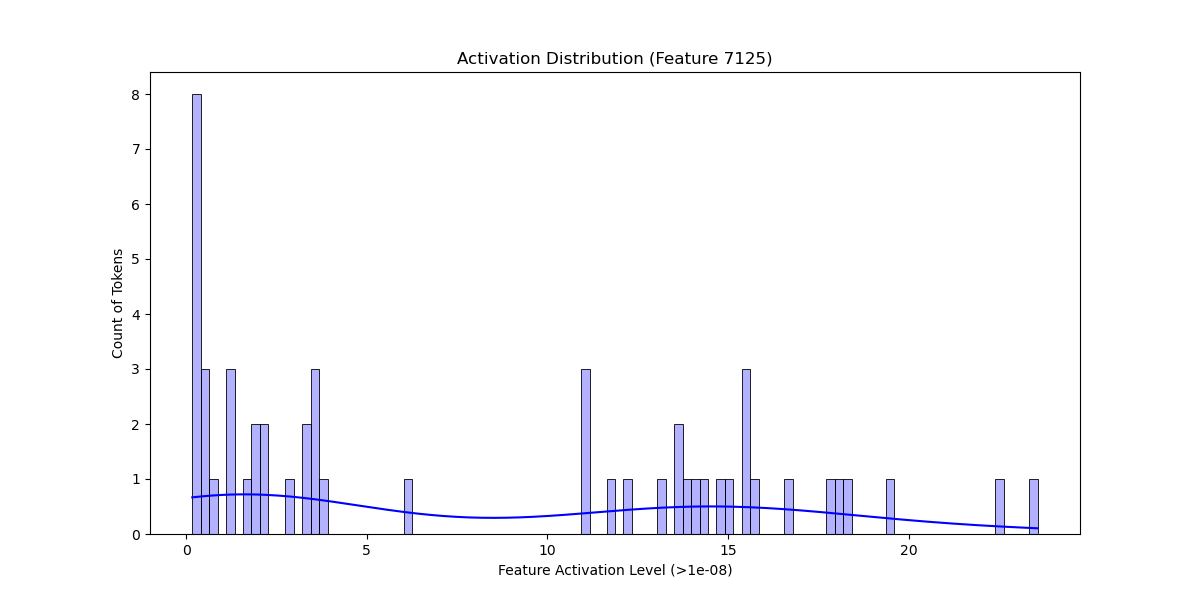 Activation Distribution (Feature 7125)
8
7
6
5
4
3
2
1
0
Count of Tokens
0 5 10 15 20
Feature Activation Level (>1e-08)